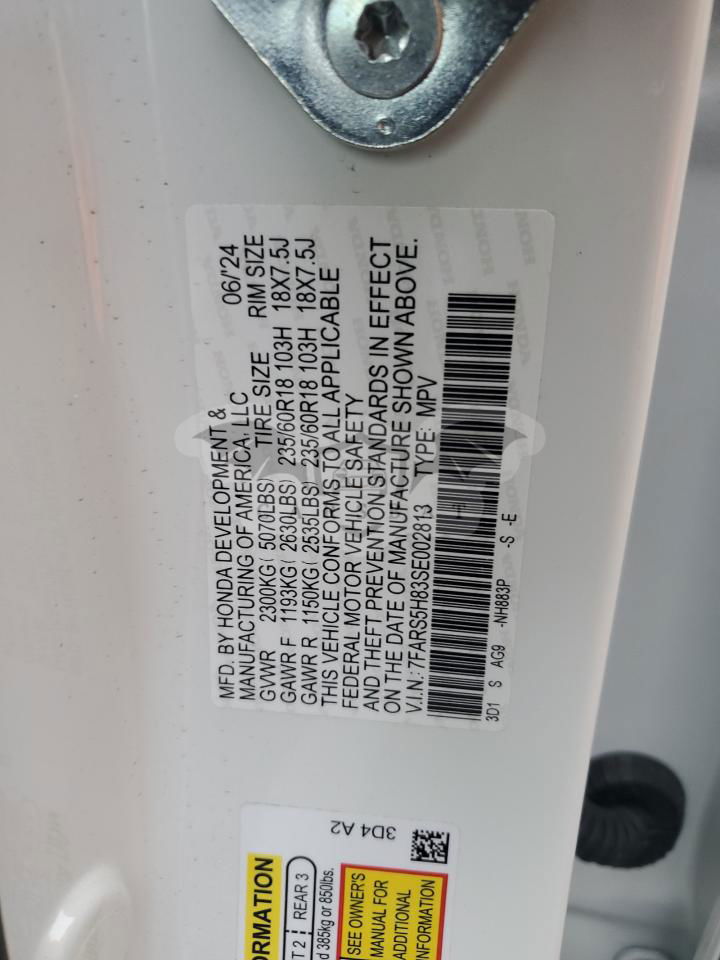 MFD. BY HONDA DEVELOPMENT &
MANUFACTURING OF AMERICA, LLC 06/'24
GVWR 2300KG ( 5070LBS) TIRE SIZE RIM SIZE
GAWR F 1193KG ( 2630LBS) 235/60R18 103H 18X7.5J
GAWR R 1150KG ( 2535LBS) 235/60R18 103H 18X7.5J
THIS VEHICLE CONFORMS TO ALL APPLICABLE
FEDERAL MOTOR VEHICLE SAFETY
AND THEFT PREVENTION STANDARDS IN EFFECT
ON THE DATE OF MANUFACTURE SHOWN ABOVE.
V.I.N.: 7FARS5H83SE002813 TYPE: MPV
3D1 S AG9 -NH883P -S -E
3D4 A2
REAR 3
385kg or 850lbs.
SEE OWNER'S
MANUAL FOR
ADDITIONAL
INFORMATION